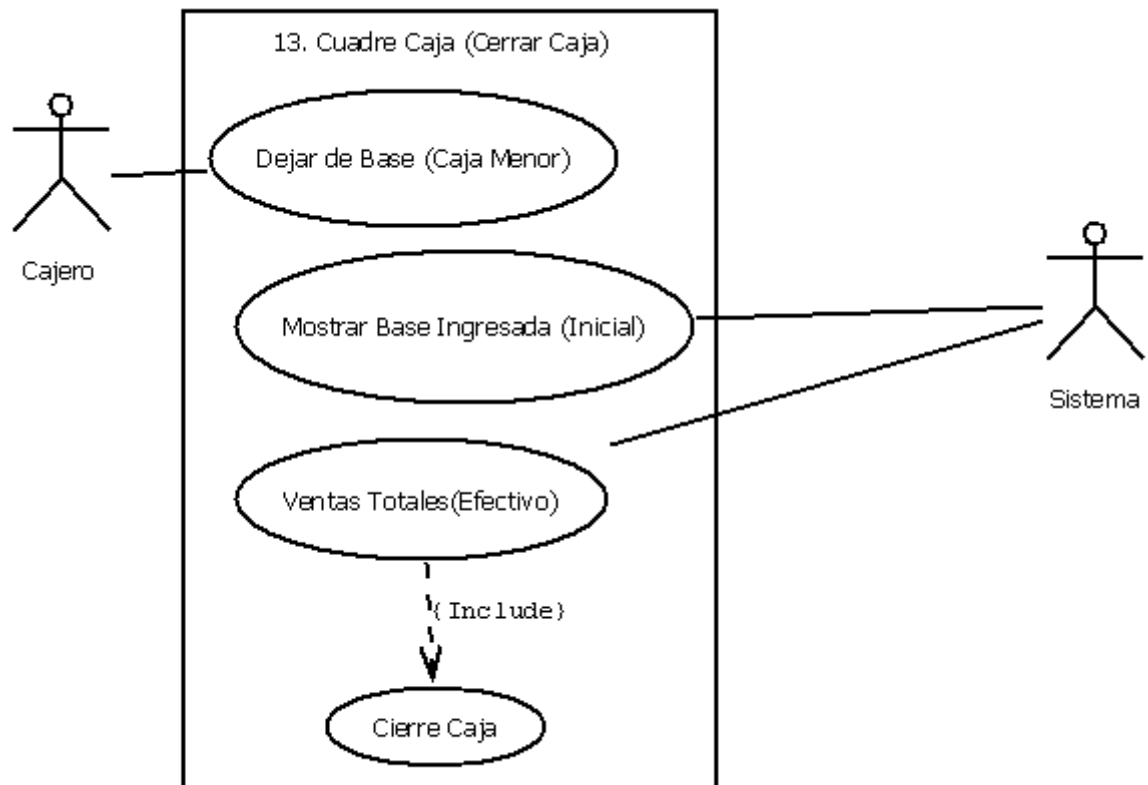 13. Cuadre Caja (Cerrar Caja)
Dejar de Base (Caja Menor)
Cajero
Mostrar Base Ingresada (Inicial)
Sistema
Ventas Totales(Efectivo)
{Include}
Cierre Caja